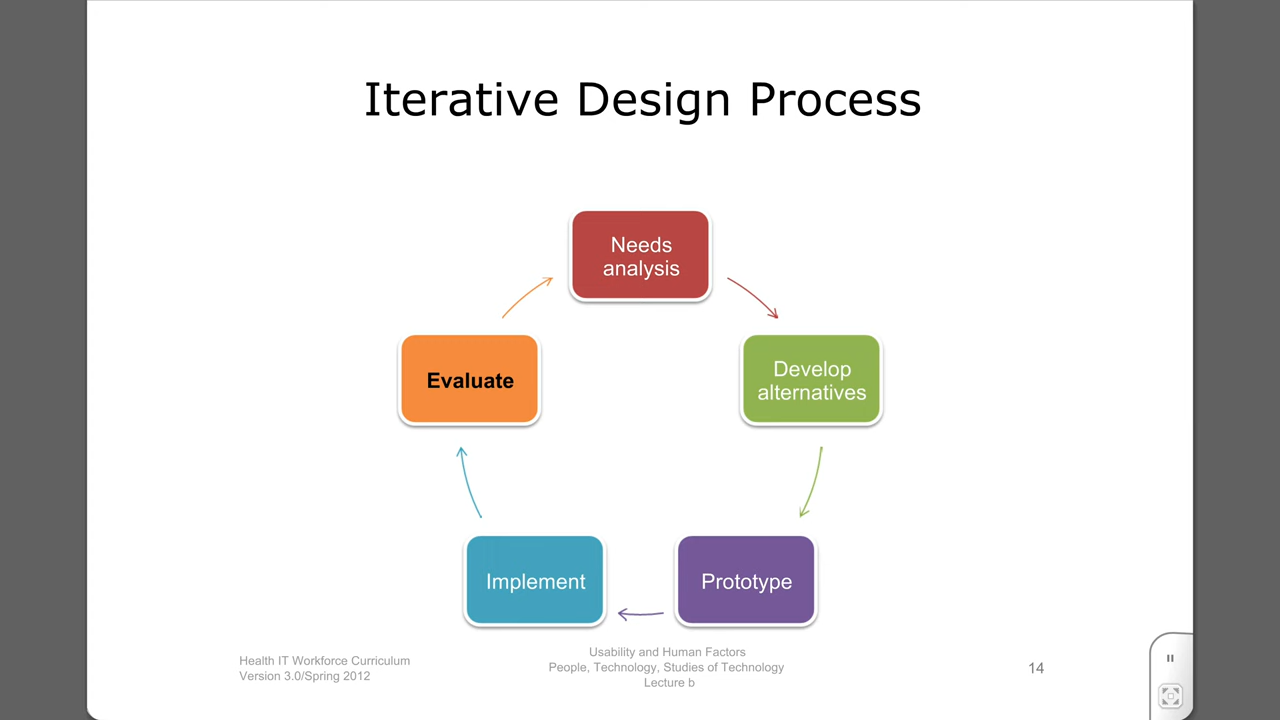 Iterative Design Process
Needs
analysis
Develop
alternatives
Prototype
Implement
Evaluate
Health IT Workforce Curriculum
Version 3.0/Spring 2012
Usability and Human Factors
People, Technology, Studies of Technology
Lecture b
14